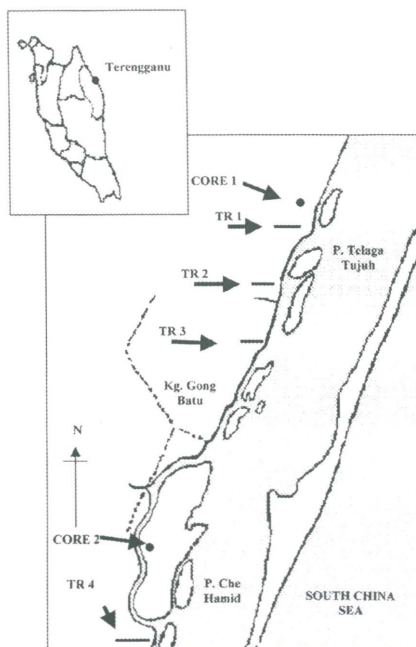 Terengganu
CORE 1
TR 1
P. Telaga
Tujuh
TR 2
TR 3
Kg. Gong
Batu
N
CORE 2
TR 4
P. Che
Hamid
SOUTH CHINA
SEA